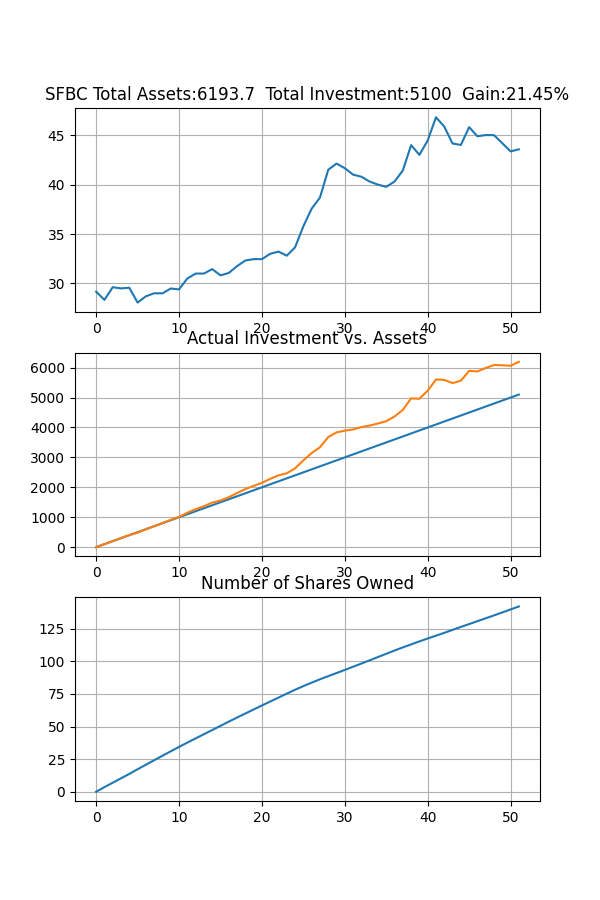 SFBC Total Assets:6193.7  Total Investment:5100  Gain:21.45%
45
40
35
30
0 10 20 30 40 50
Actual Investment vs. Assets
6000
5000
4000
3000
2000
1000
0
0 10 20 30 40 50
Number of Shares Owned
125
100
75
50
25
0
0 10 20 30 40 50